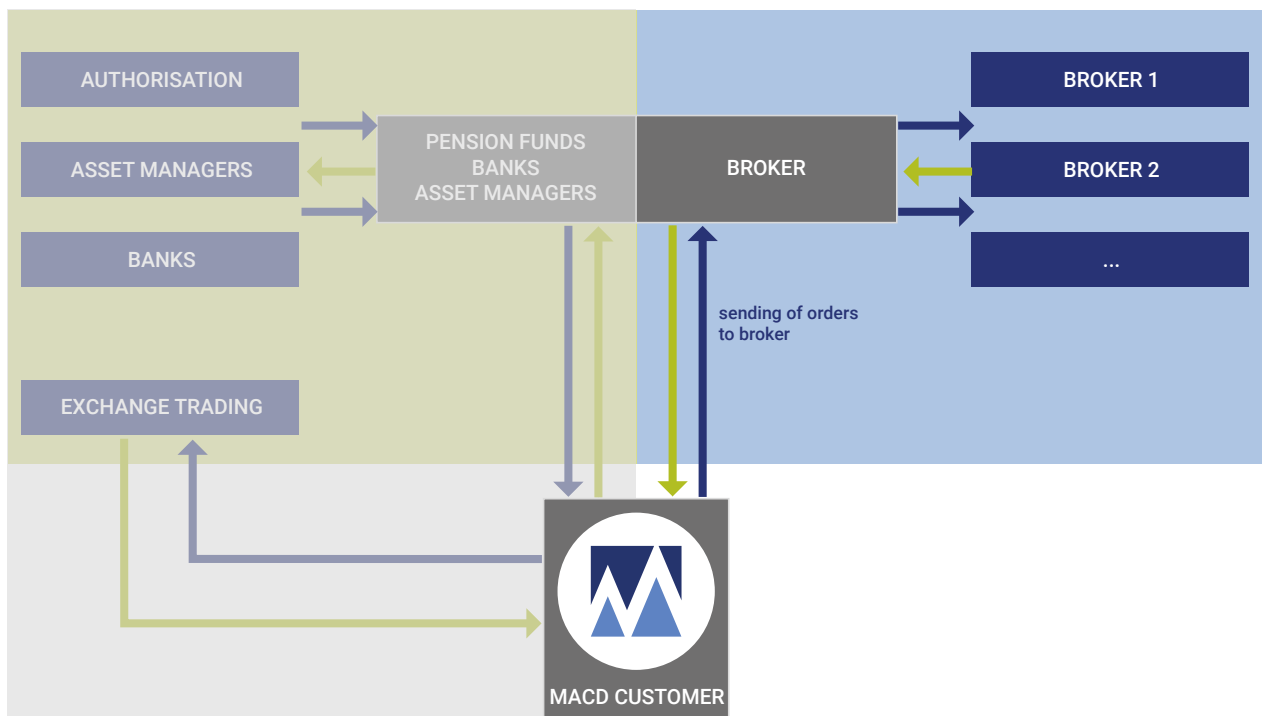 AUTHORISATION
ASSET MANAGERS
BANKS
EXCHANGE TRADING
PENSION FUNDS
BANKS
ASSET MANAGERS
BROKER
BROKER 1
BROKER 2
...
sending of orders
to broker
MACD CUSTOMER